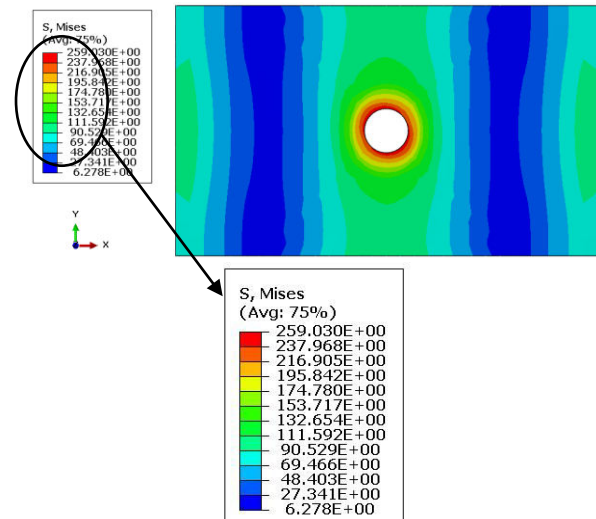 S, Mises
(Avg: 75%)
259.030E+00
237.968E+00
216.905E+00
195.842E+00
174.780E+00
153.717E+00
132.654E+00
111.592E+00
90.529E+00
69.466E+00
48.403E+00
27.341E+00
6.278E+00
Y
X
S, Mises
(Avg: 75%)
259.030E+00
237.968E+00
216.905E+00
195.842E+00
174.780E+00
153.717E+00
132.654E+00
111.592E+00
90.529E+00
69.466E+00
48.403E+00
27.341E+00
6.278E+00